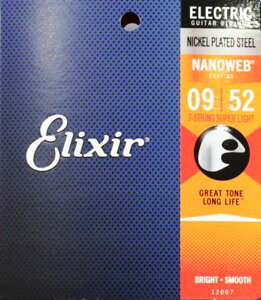 ELECTRIC
GUITAR STRINGS
NICKEL PLATED STEEL
NANOWEB®
COATING
09 52
7-STRING SUPER LIGHT
Elixir®
GREAT TONE
LONG LIFE™
BRIGHT • SMOOTH
12007